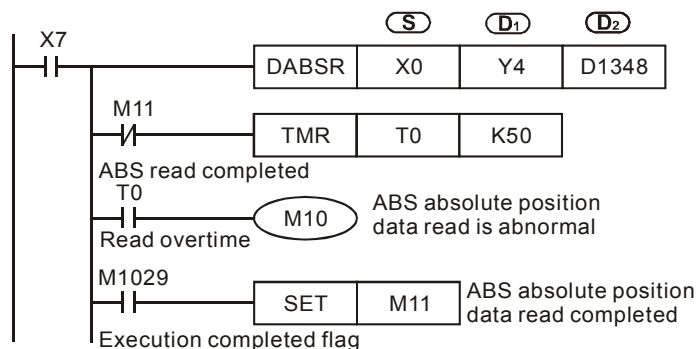 S D1 D2
X7
DABSR X0 Y4 D1348
M11
TMR T0 K50
ABS read completed
T0
M10
ABS absolute position
data read is abnormal
Read overtime
M1029
SET M11
ABS absolute position
data read completed
Execution completed flag